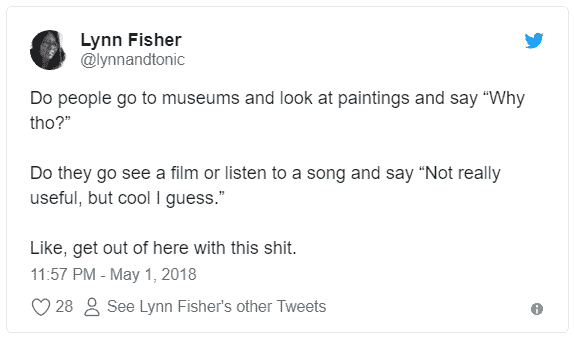 Lynn Fisher
@lynnandtonic
Do people go to museums and look at paintings and say “Why
tho?”
Do they go see a film or listen to a song and say “Not really
useful, but cool I guess.”
Like, get out of here with this shit.
11:57 PM - May 1, 2018
28 See Lynn Fisher's other Tweets